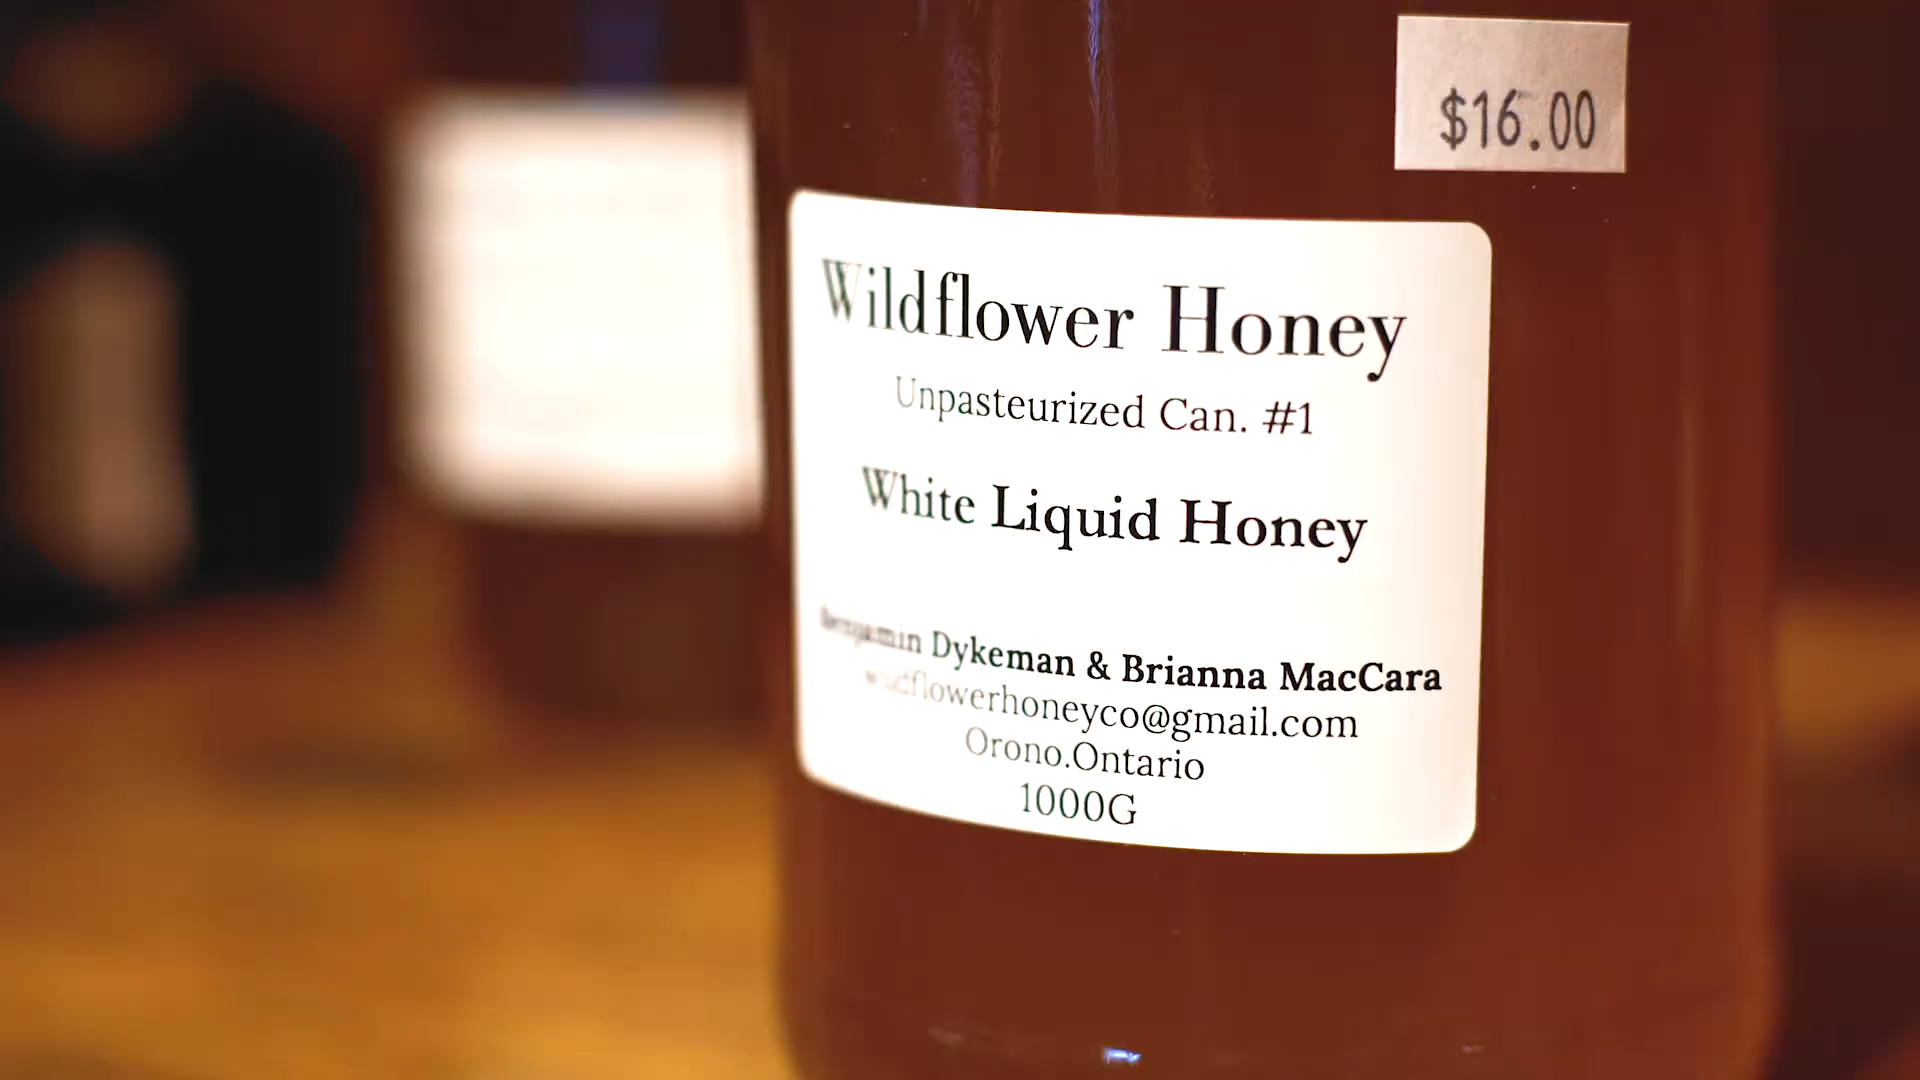 $16.00
Wildflower Honey
Unpasteurized Can. #1
White Liquid Honey
Benjamin Dykeman & Brianna MacCara
wildflowerhoneyco@gmail.com
Orono.Ontario
1000G